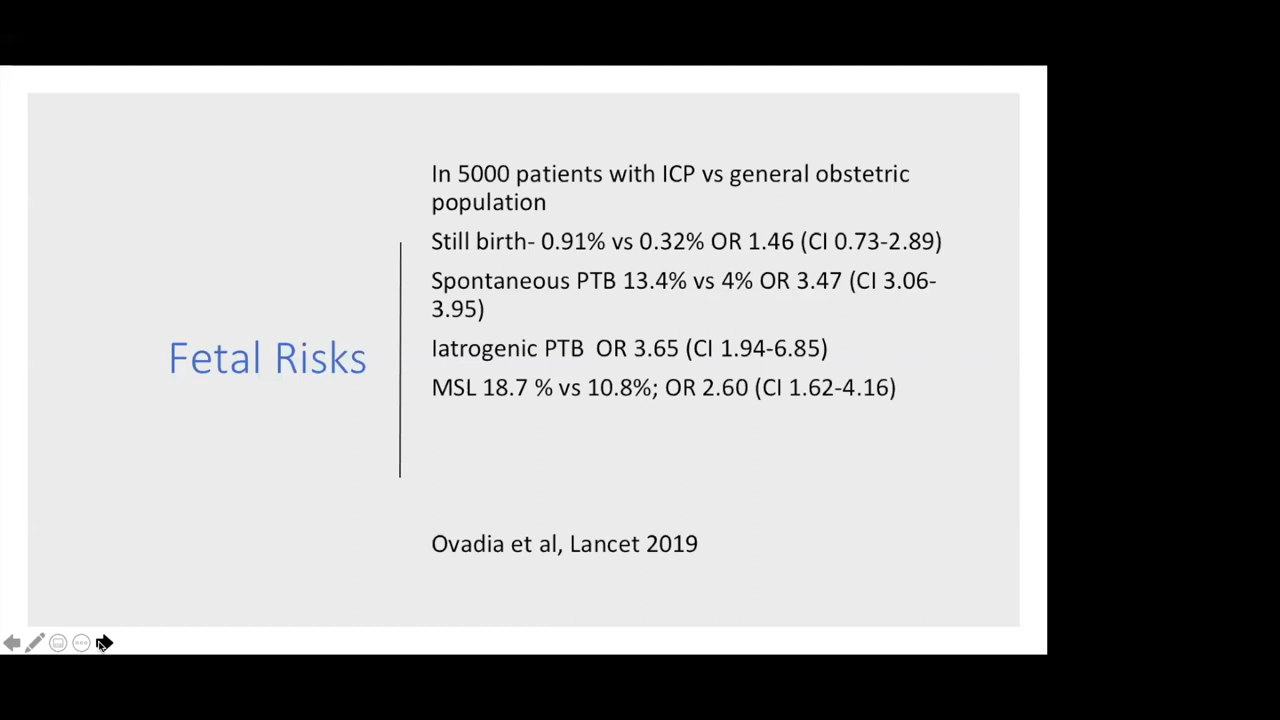 Fetal Risks
In 5000 patients with ICP vs general obstetric
population
Still birth- 0.91% vs 0.32% OR 1.46 (CI 0.73-2.89)
Spontaneous PTB 13.4% vs 4% OR 3.47 (CI 3.06-
3.95)
Iatrogenic PTB  OR 3.65 (CI 1.94-6.85)
MSL 18.7 % vs 10.8%; OR 2.60 (CI 1.62-4.16)
Ovadia et al, Lancet 2019